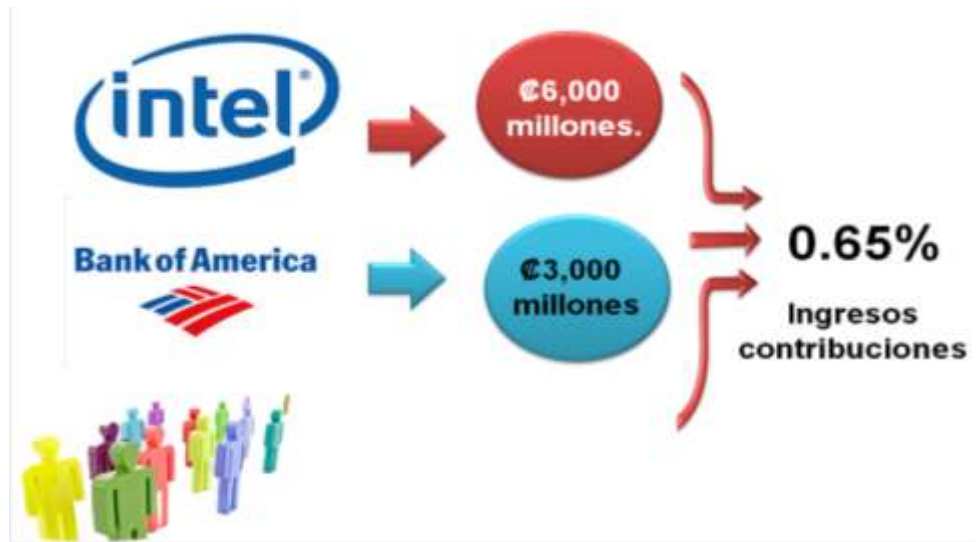 intel®
₡6,000
millones.
Bank of America
₡3,000
millones
0.65%
Ingresos
contribuciones